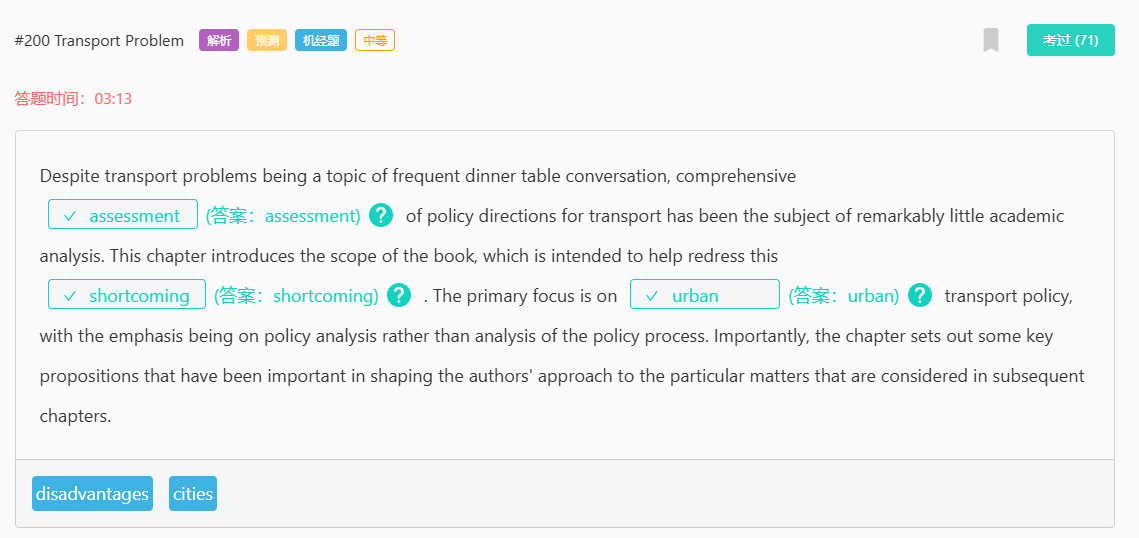 #200 Transport Problem 解析 预测 机经题 中等 考过 (71)
答题时间：03:13
Despite transport problems being a topic of frequent dinner table conversation, comprehensive
✓ assessment (答案：assessment) ? of policy directions for transport has been the subject of remarkably little academic
analysis. This chapter introduces the scope of the book, which is intended to help redress this
✓ shortcoming (答案：shortcoming) ? . The primary focus is on ✓ urban (答案：urban) ? transport policy,
with the emphasis being on policy analysis rather than analysis of the policy process. Importantly, the chapter sets out some key
propositions that have been important in shaping the authors' approach to the particular matters that are considered in subsequent
chapters.
disadvantages cities